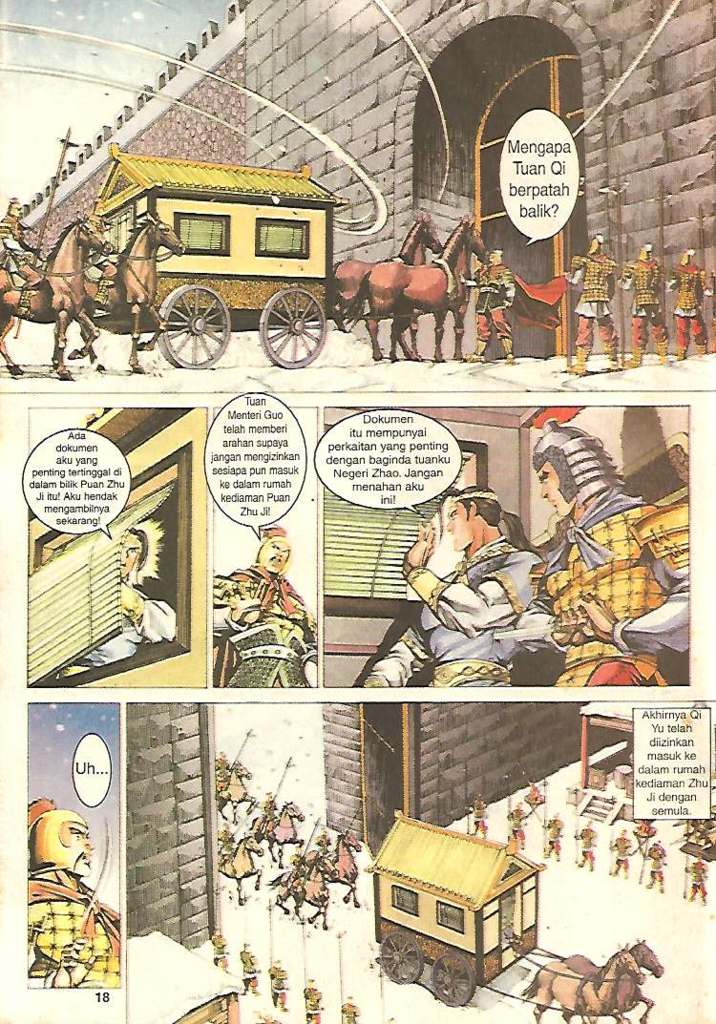 Mengapa
Tuan Qi
berpatah
balik?
Ada
dokumen
aku yang
penting tertinggal di
dalam bilik Puan Zhu
Ji itu! Aku hendak
mengambilnya
sekarang!
Tuan
Menteri Guo
telah memberi
arahan supaya
jangan mengizinkan
sesiapa pun masuk
ke dalam rumah
kediaman Puan
Zhu Ji!
Dokumen
itu mempunyai
perkaitan yang penting
dengan baginda tuanku
Negeri Zhao. Jangan
menahan aku
ini!
Uh...
Akhirnya Qi
Yu telah
diizinkan
masuk ke
dalam rumah
kediaman Zhu
Ji dengan
semula.
18